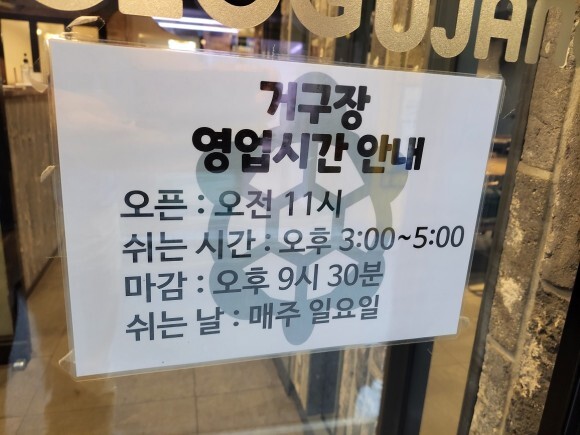 거구장
영업시간 안내
오픈 : 오전 11시
쉬는 시간 : 오후 3:00~5:00
마감 : 오후 9시 30분
쉬는 날 : 매주 일요일